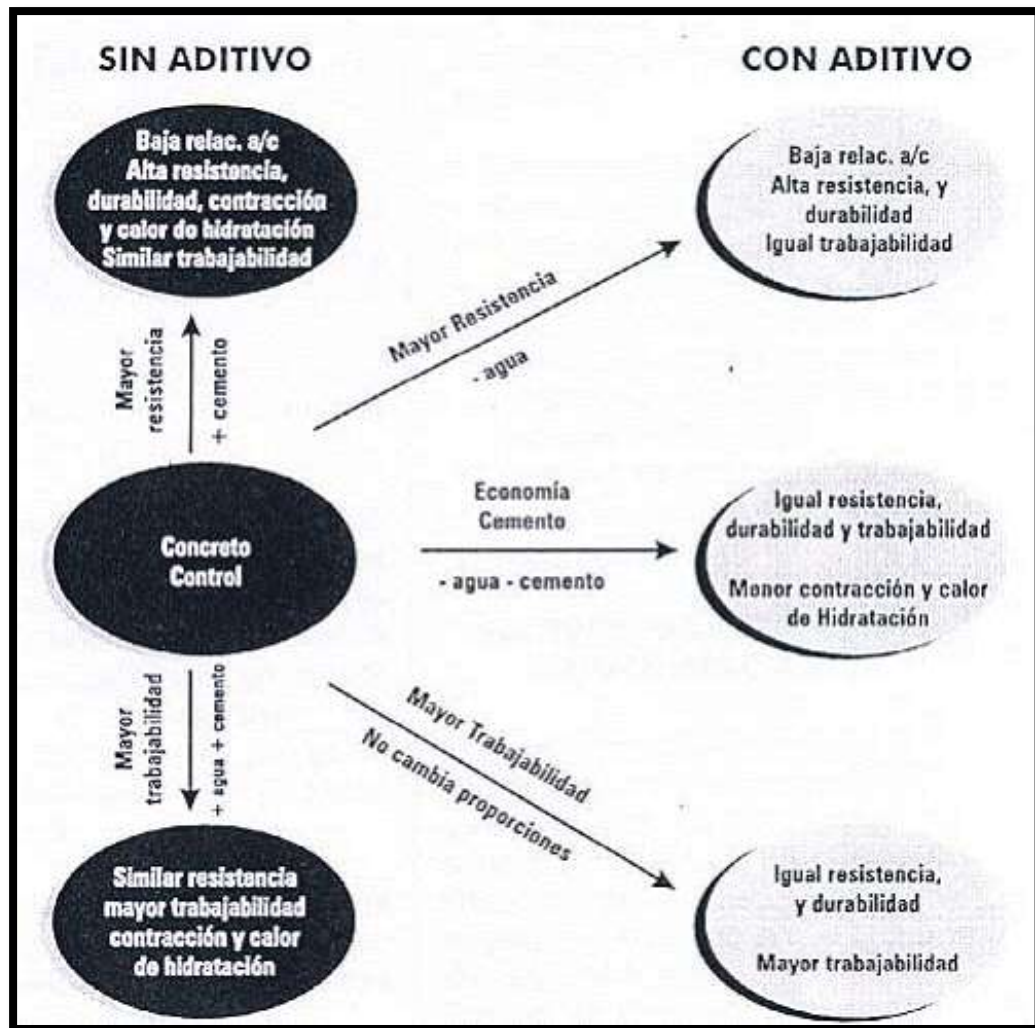 SIN ADITIVO
CON ADITIVO
Baja relac. a/c
Alta resistencia,
durabilidad, contracción
y calor de hidratación
Similar trabajabilidad
Baja relac. a/c
Alta resistencia, y
durabilidad
Igual trabajabilidad
Mayor
resistencia
+ cemento
Mayor Resistencia
- agua
Concreto
Control
Economía
Cemento
- agua - cemento
Igual resistencia,
durabilidad y trabajabilidad
Menor contracción y calor
de Hidratación
Mayor
trabajabilidad
+ agua + cemento
Mayor Trabajabilidad
No cambia proporciones
Similar resistencia
mayor trabajabilidad
contracción y calor
de hidratación
Igual resistencia,
y durabilidad
Mayor trabajabilidad